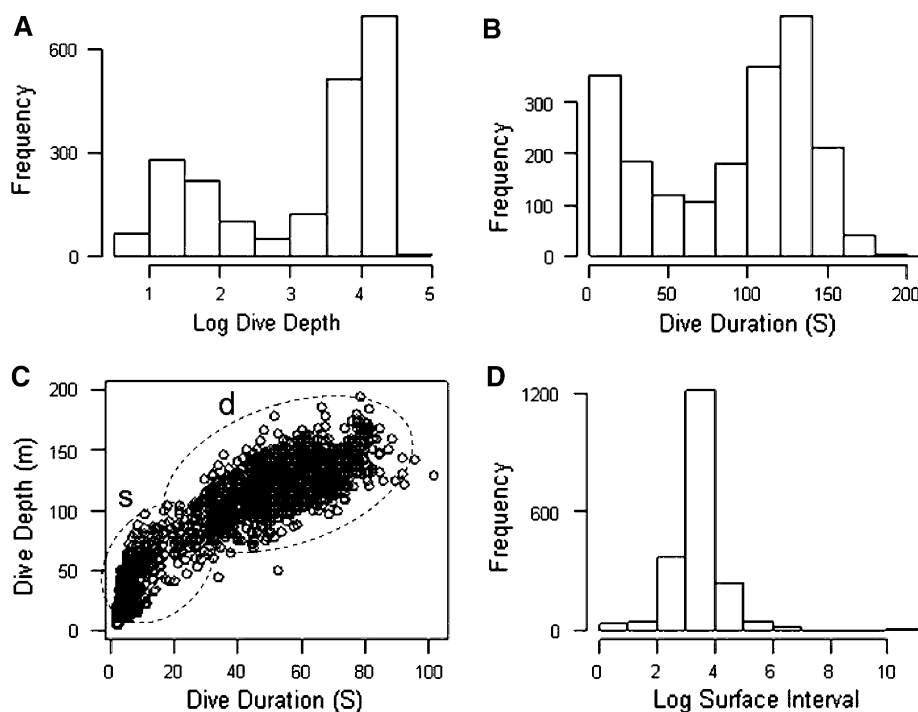 A
Frequency
600
300
0
1 2 3 4 5
Log Dive Depth
B
Frequency
300
200
100
0
0 50 100 150 200
Dive Duration (S)
C
Dive Depth (m)
200
150
100
50
0
d
s
0 20 40 60 80 100
Dive Duration (S)
D
Frequency
1200
600
0
0 2 4 6 8 10
Log Surface Interval